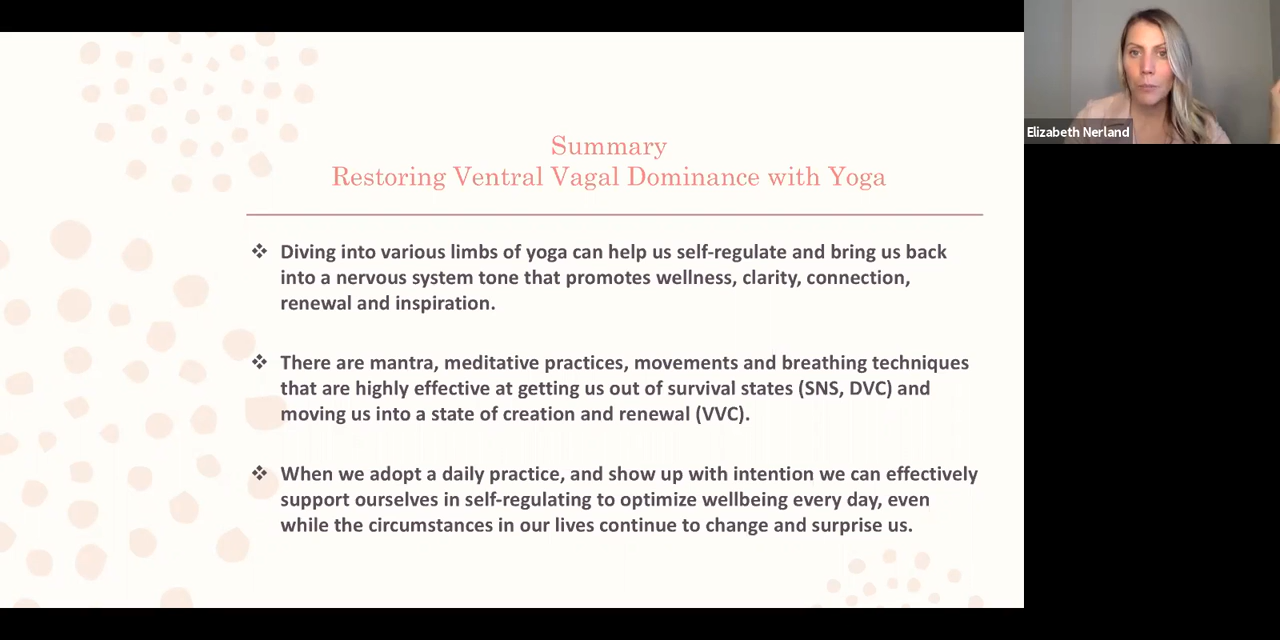 Summary
Restoring Ventral Vagal Dominance with Yoga
❖ Diving into various limbs of yoga can help us self-regulate and bring us back
into a nervous system tone that promotes wellness, clarity, connection,
renewal and inspiration.
❖ There are mantra, meditative practices, movements and breathing techniques
that are highly effective at getting us out of survival states (SNS, DVC) and
moving us into a state of creation and renewal (VVC).
❖ When we adopt a daily practice, and show up with intention we can effectively
support ourselves in self-regulating to optimize wellbeing every day, even
while the circumstances in our lives continue to change and surprise us.
Elizabeth Nerland